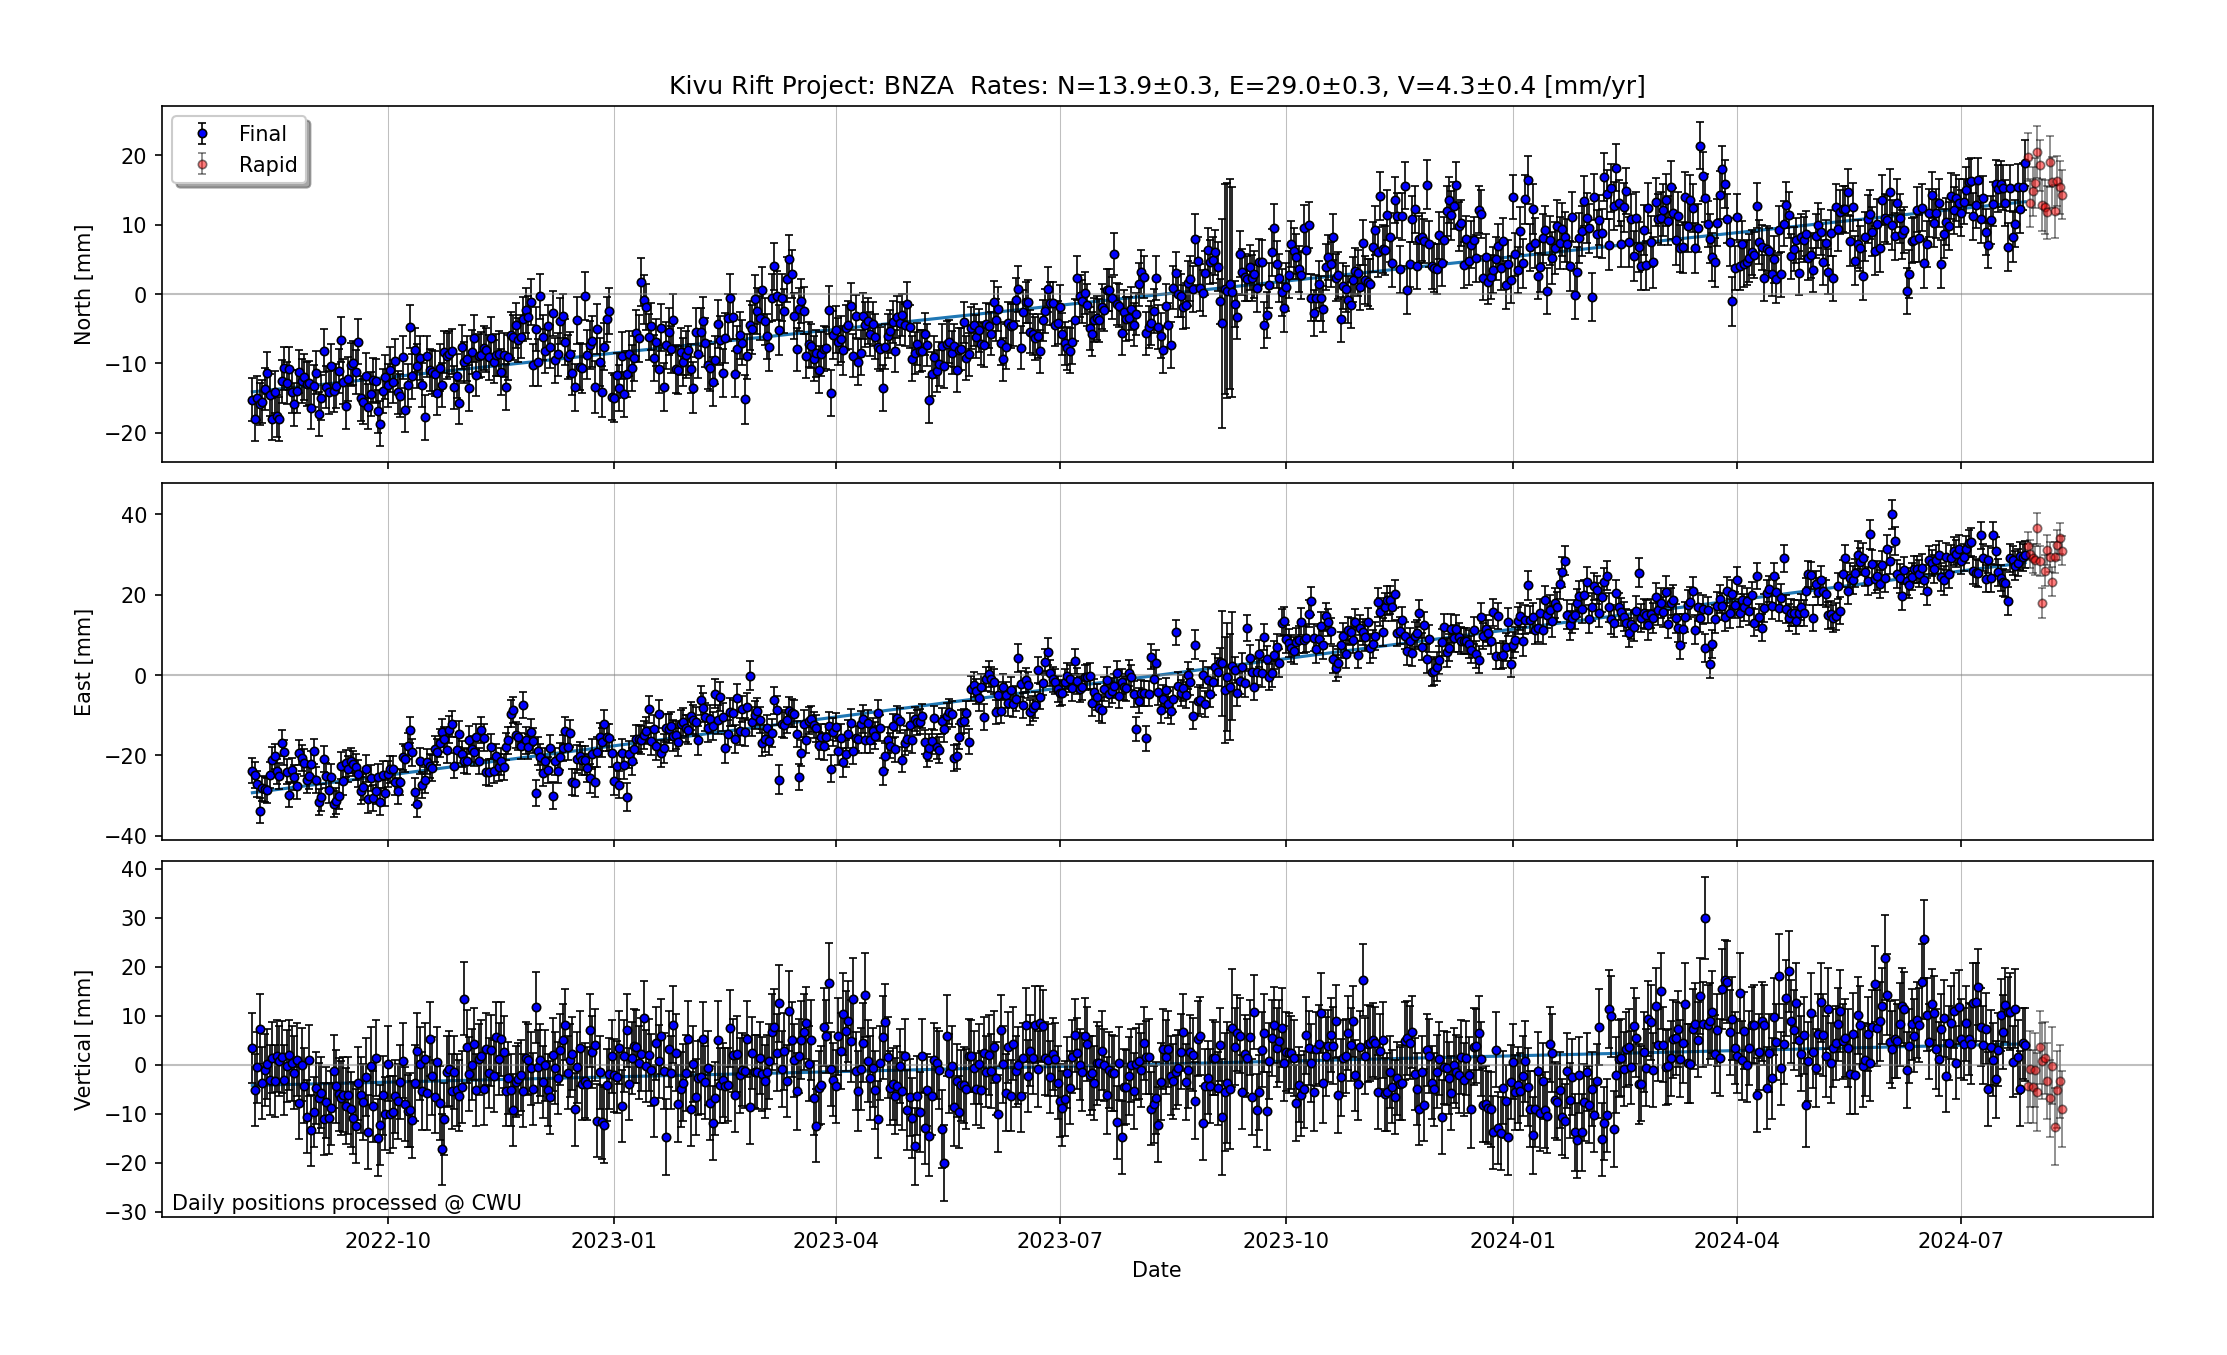 Kivu Rift Project: BNZA  Rates: N=13.9±0.3, E=29.0±0.3, V=4.3±0.4 [mm/yr]
Final
Rapid
North [mm]
20
10
0
−10
−20
East [mm]
40
20
0
−20
−40
Vertical [mm]
40
30
20
10
0
−10
−20
−30
Daily positions processed @ CWU
2022-10 2023-01 2023-04 2023-07 2023-10 2024-01 2024-04 2024-07
Date